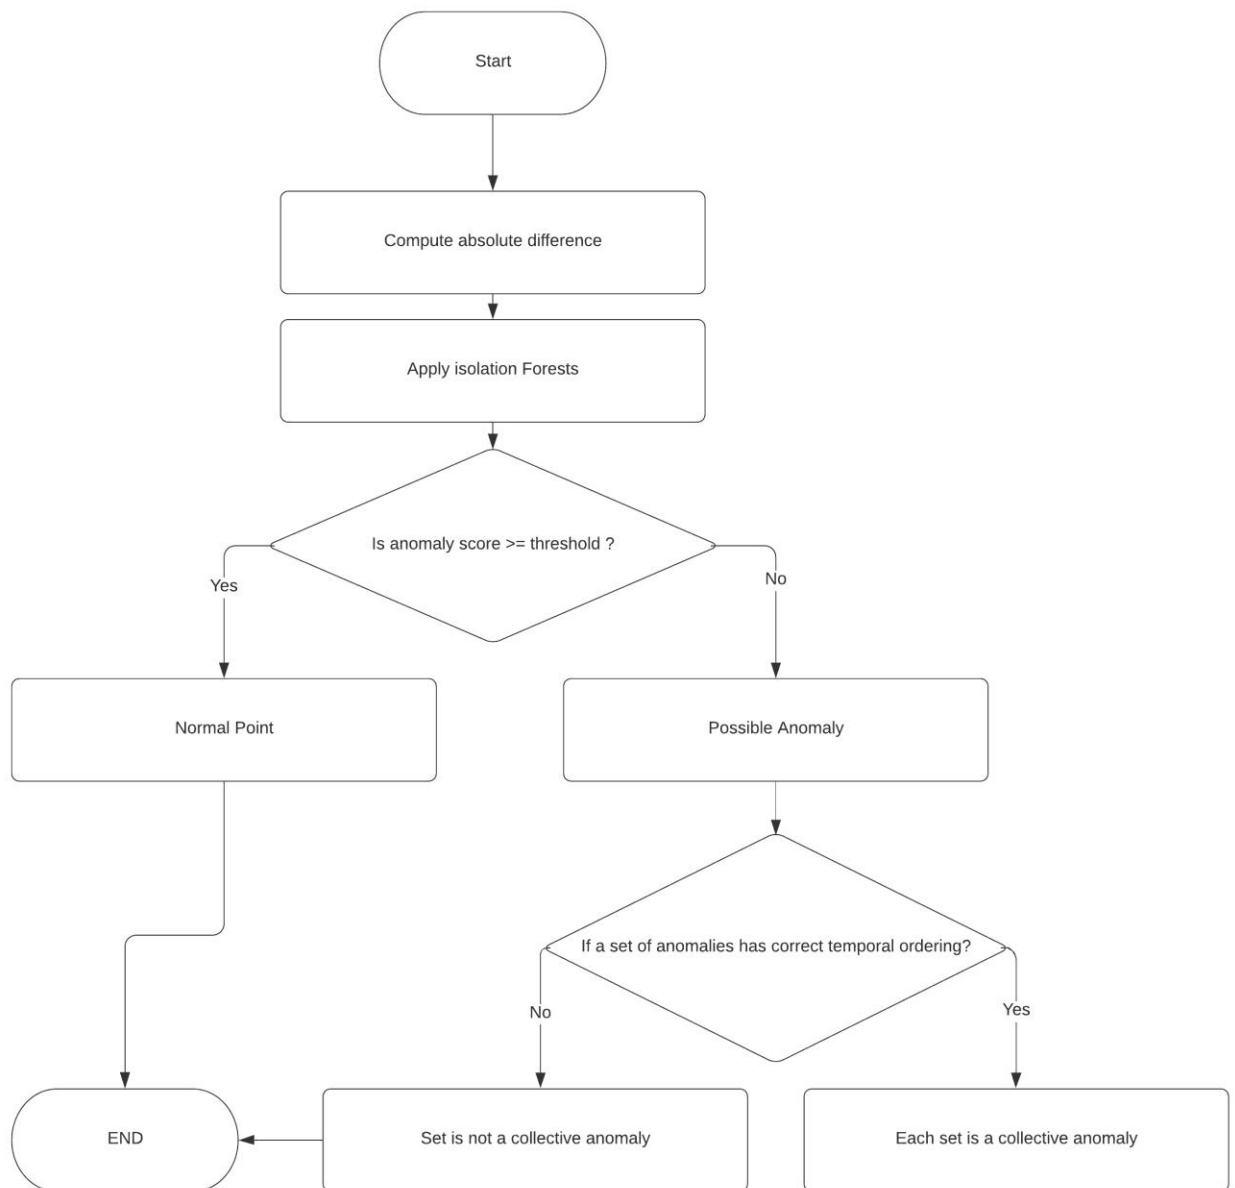 Start
Compute absolute difference
Apply isolation Forests
Is anomaly score >= threshold ?
Yes
No
Normal Point
Possible Anomaly
If a set of anomalies has correct temporal ordering?
No
Yes
END
Set is not a collective anomaly
Each set is a collective anomaly